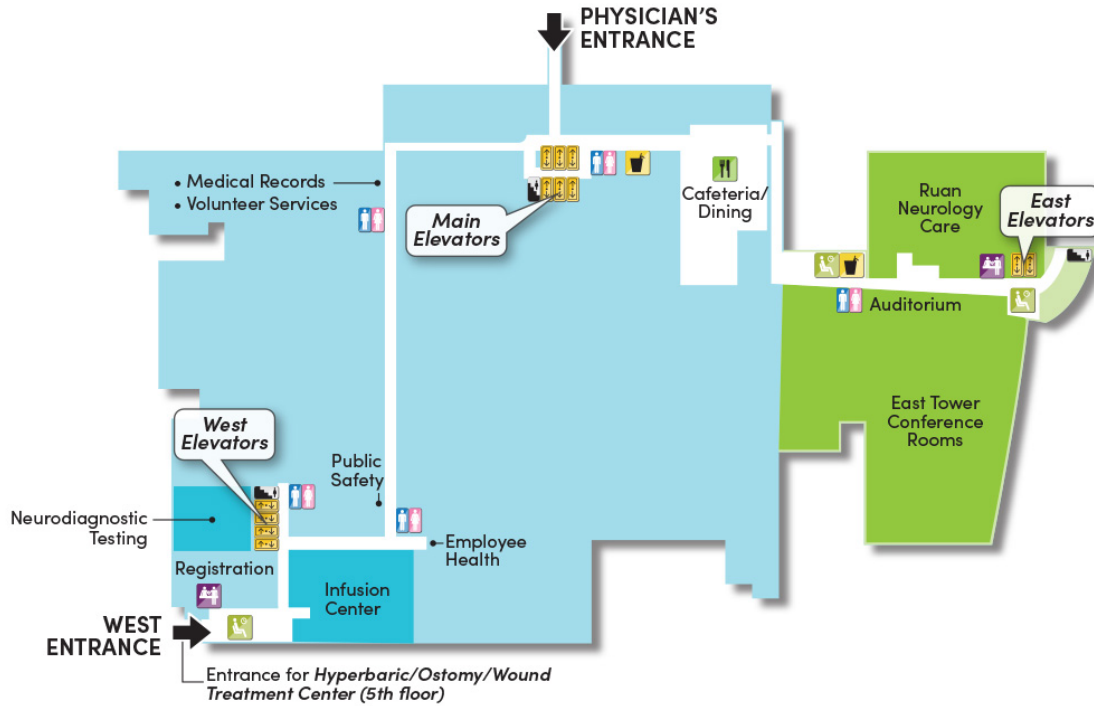 PHYSICIAN'S
ENTRANCE
• Medical Records
• Volunteer Services
Main
Elevators
Cafeteria/
Dining
Ruan
Neurology
Care
East
Elevators
Auditorium
East Tower
Conference
Rooms
West
Elevators
Public
Safety
Neurodiagnostic
Testing
Employee
Health
Registration
Infusion
Center
WEST
ENTRANCE
Entrance for Hyperbaric/Ostomy/Wound
Treatment Center (5th floor)